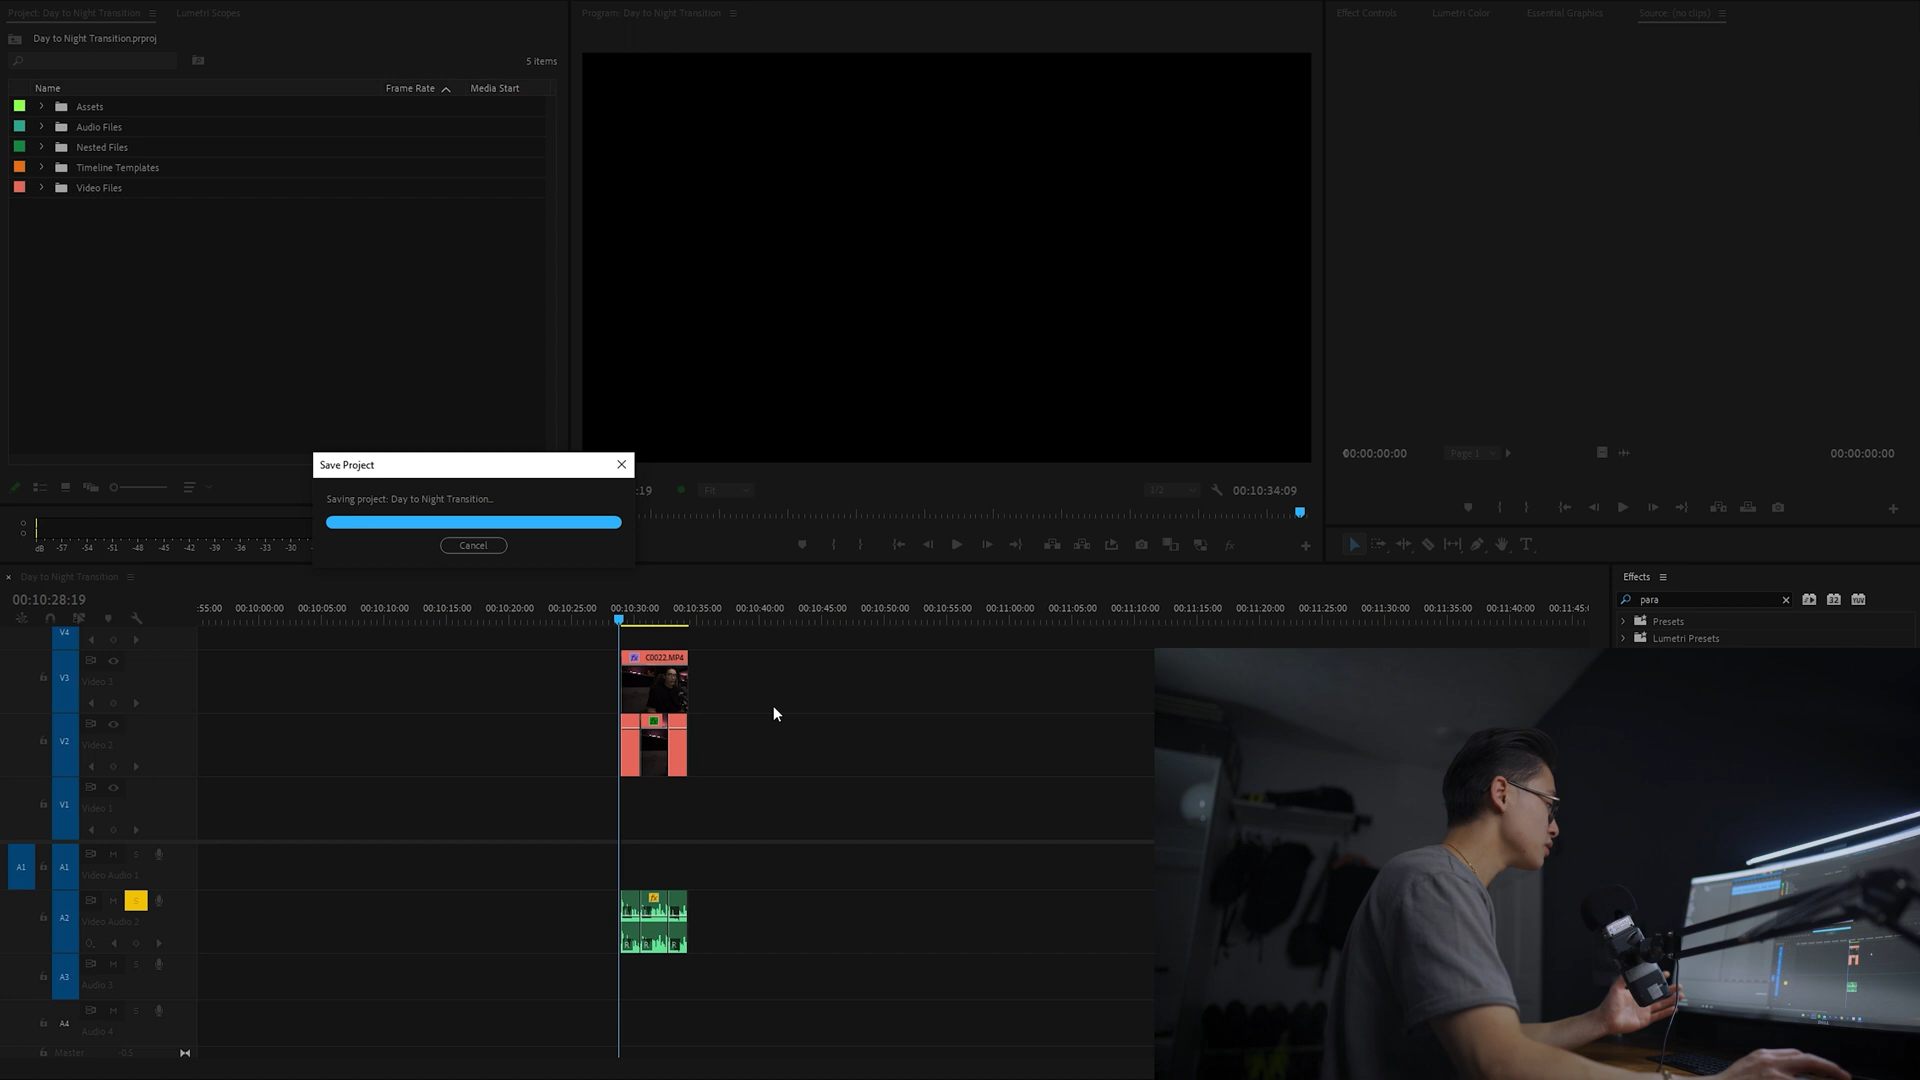 Project: Day to Night Transition
Lumetri Scopes
Program: Day to Night Transition
Effect Controls
Lumetri Color
Essential Graphics
Source: (no clips)
Day to Night Transition.prproj
5 items
Name
Frame Rate
Media Start
Assets
Audio Files
Nested Files
Timeline Templates
Video Files
00:00:00:00
Page 1
00:00:00:00
Save Project
Saving project: Day to Night Transition...
Cancel
:19
Fit
1/2
00:10:34:09
dB -57 -54 -51 -48 -45 -42 -39 -36 -33 -30
Day to Night Transition
00:10:28:19
:55:00 00:10:00:00 00:10:05:00 00:10:10:00 00:10:15:00 00:10:20:00 00:10:25:00 00:10:30:00 00:10:35:00 00:10:40:00 00:10:45:00 00:10:50:00 00:10:55:00 00:11:00:00 00:11:05:00 00:11:10:00 00:11:15:00 00:11:20:00 00:11:25:00 00:11:30:00 00:11:35:00 00:11:40:00 00:11:45:0
Effects
para
32
YUV
Presets
Lumetri Presets
V4
fx C0022.MP4
V3
Video 3
fx
V2
Video 2
V1
Video 1
A1
A1
M S
Video Audio 1
A2
M S
Video Audio 2
fx
R R R
A3
M S
Audio 3
A4
M S
Audio 4
Master
-0.5